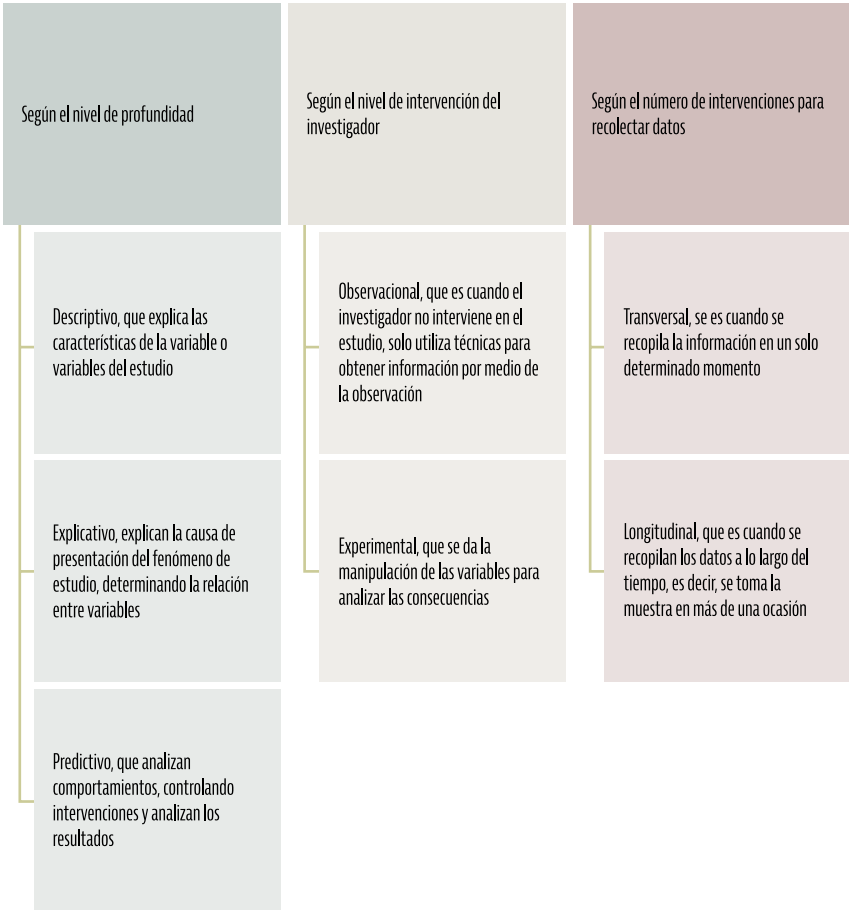 Según el nivel de profundidad
Descriptivo, que explica las
características de la variable o
variables del estudio
Explicativo, explican la causa de
presentación del fenómeno de
estudio, determinando la relación
entre variables
Predictivo, que analizan
comportamientos, controlando
intervenciones y analizan los
resultados
Según el nivel de intervención del
investigador
Observacional, que es cuando el
investigador no interviene en el
estudio, solo utiliza técnicas para
obtener información por medio de
la observación
Experimental, que se da la
manipulación de las variables para
analizar las consecuencias
Según el número de intervenciones para
recolectar datos
Transversal, se es cuando se
recopila la información en un solo
determinado momento
Longitudinal, que es cuando se
recopilan los datos a lo largo del
tiempo, es decir, se toma la
muestra en más de una ocasión